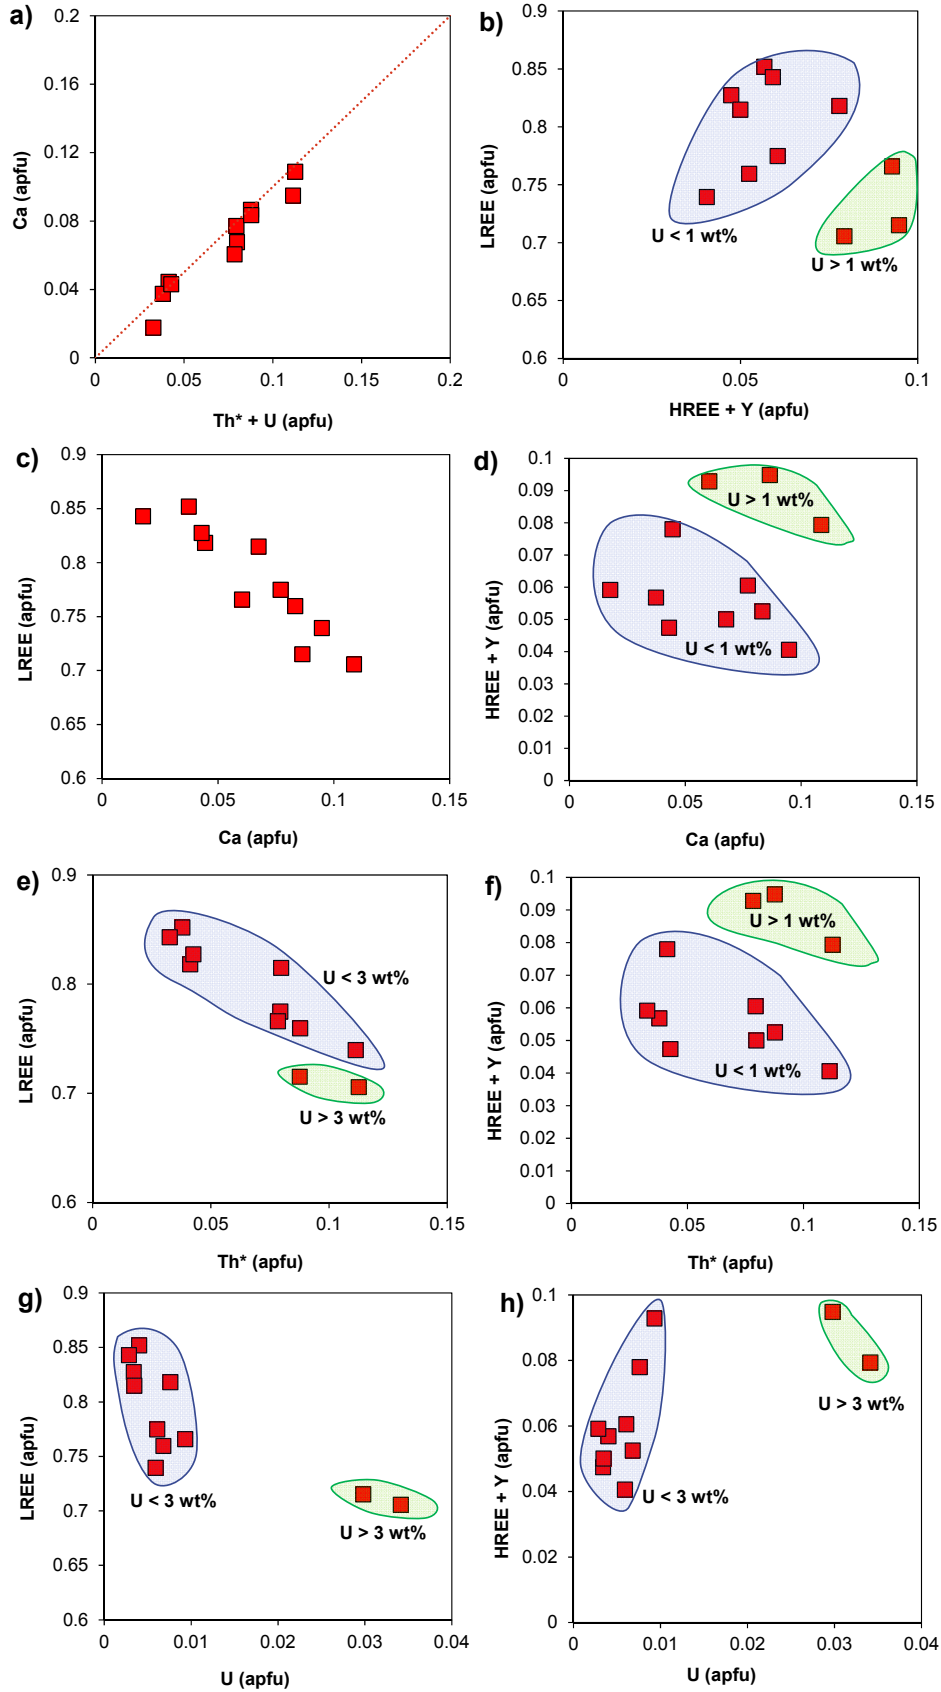 a)
0.2
0.16
0.12
0.08
0.04
0
Ca (apfu)
0
0.05
0.1
0.15
0.2
Th* + U (apfu)
b)
0.9
0.85
0.8
0.75
0.7
0.65
0.6
LREE (apfu)
U < 1 wt%
U > 1 wt%
0
0.05
0.1
HREE + Y (apfu)
c)
0.9
0.85
0.8
0.75
0.7
0.65
0.6
LREE (apfu)
0
0.05
0.1
0.15
Ca (apfu)
d)
0.1
0.09
0.08
0.07
0.06
0.05
0.04
0.03
0.02
0.01
0
HREE + Y (apfu)
U > 1 wt%
U < 1 wt%
0
0.05
0.1
0.15
Ca (apfu)
e)
0.9
0.8
0.7
0.6
LREE (apfu)
U < 3 wt%
U > 3 wt%
0
0.05
0.1
0.15
Th* (apfu)
f)
0.1
0.09
0.08
0.07
0.06
0.05
0.04
0.03
0.02
0.01
0
HREE + Y (apfu)
U > 1 wt%
U < 1 wt%
0
0.05
0.1
0.15
Th* (apfu)
g)
0.9
0.85
0.8
0.75
0.7
0.65
0.6
LREE (apfu)
U < 3 wt%
U > 3 wt%
0
0.01
0.02
0.03
0.04
U (apfu)
h)
0.1
0.08
0.06
0.04
0.02
0
HREE + Y (apfu)
U > 3 wt%
U < 3 wt%
0
0.01
0.02
0.03
0.04
U (apfu)